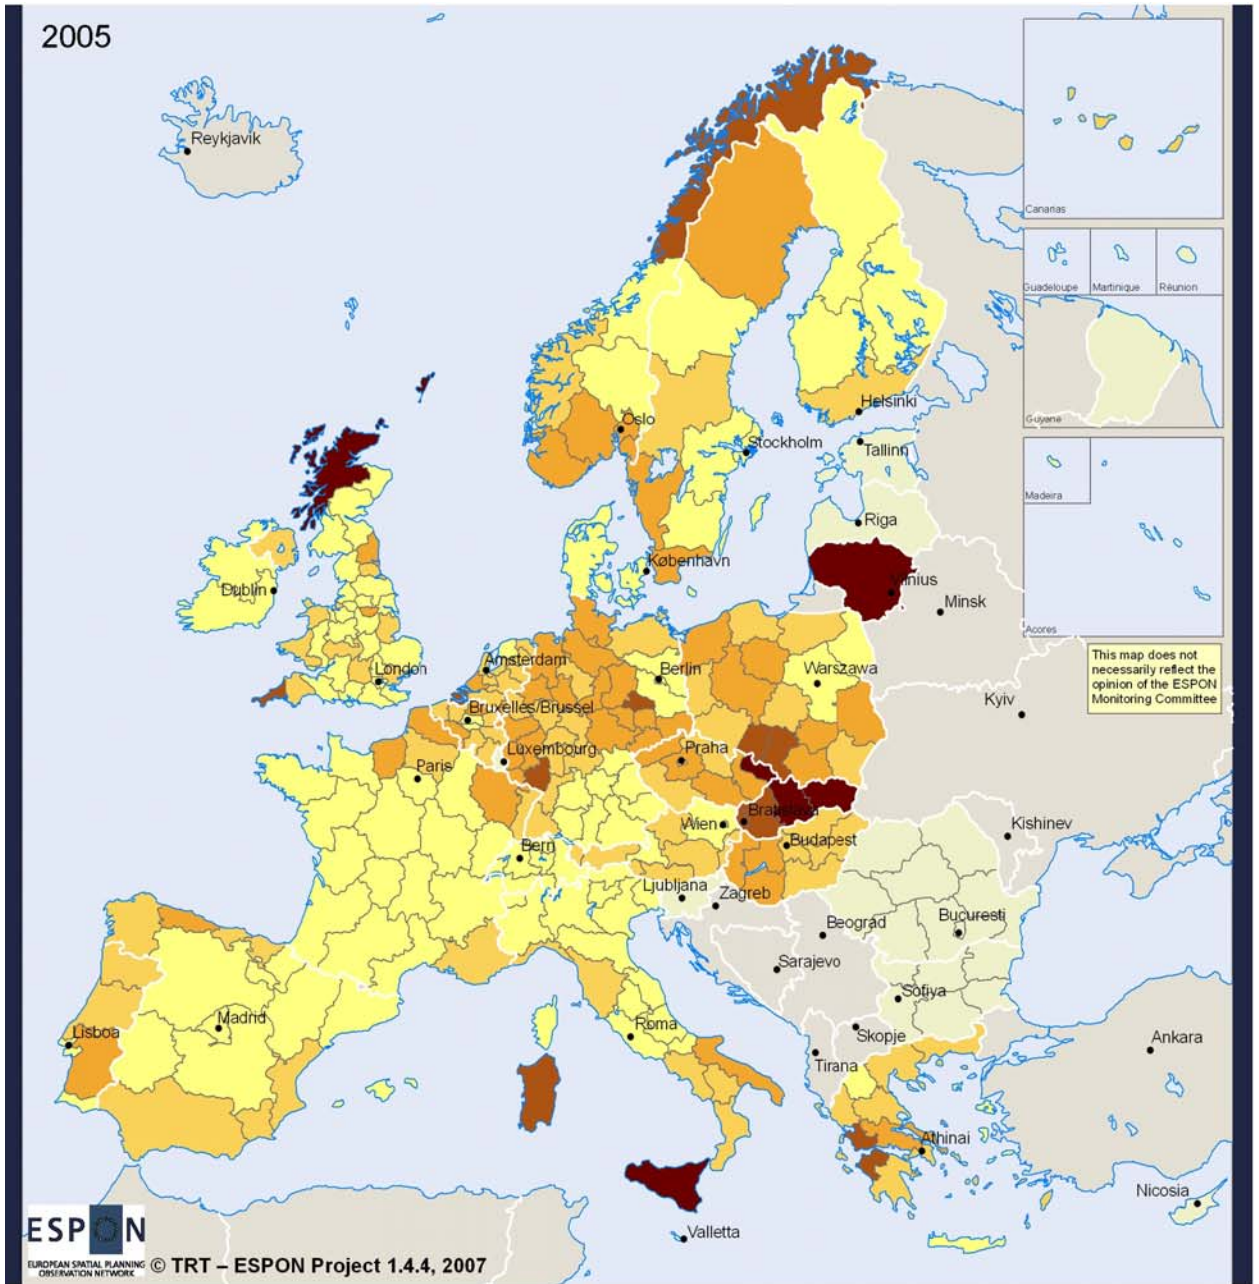 2005
Reykjavik
Canarias
Guadeloupe
Martinique
Réunion
Guyane
Madeira
Acores
This map does not
necessarily reflect the
opinion of the ESPON
Monitoring Committee
Oslo
Helsinki
Stockholm
Tallinn
Riga
København
Vilnius
Minsk
Dublin
London
Amsterdam
Berlin
Warszawa
Kyiv
Bruxelles/Brussel
Luxembourg
Praha
Paris
Wien
Bratislava
Kishinev
Budapest
Bern
Ljubljana
Zagreb
Beograd
Bucuresti
Sarajevo
Sofiya
Madrid
Lisboa
Roma
Skopje
Tirana
Ankara
Athinai
Nicosia
Valletta
ESPON
EUROPEAN SPATIAL PLANNING
OBSERVATION NETWORK
© TRT – ESPON Project 1.4.4, 2007